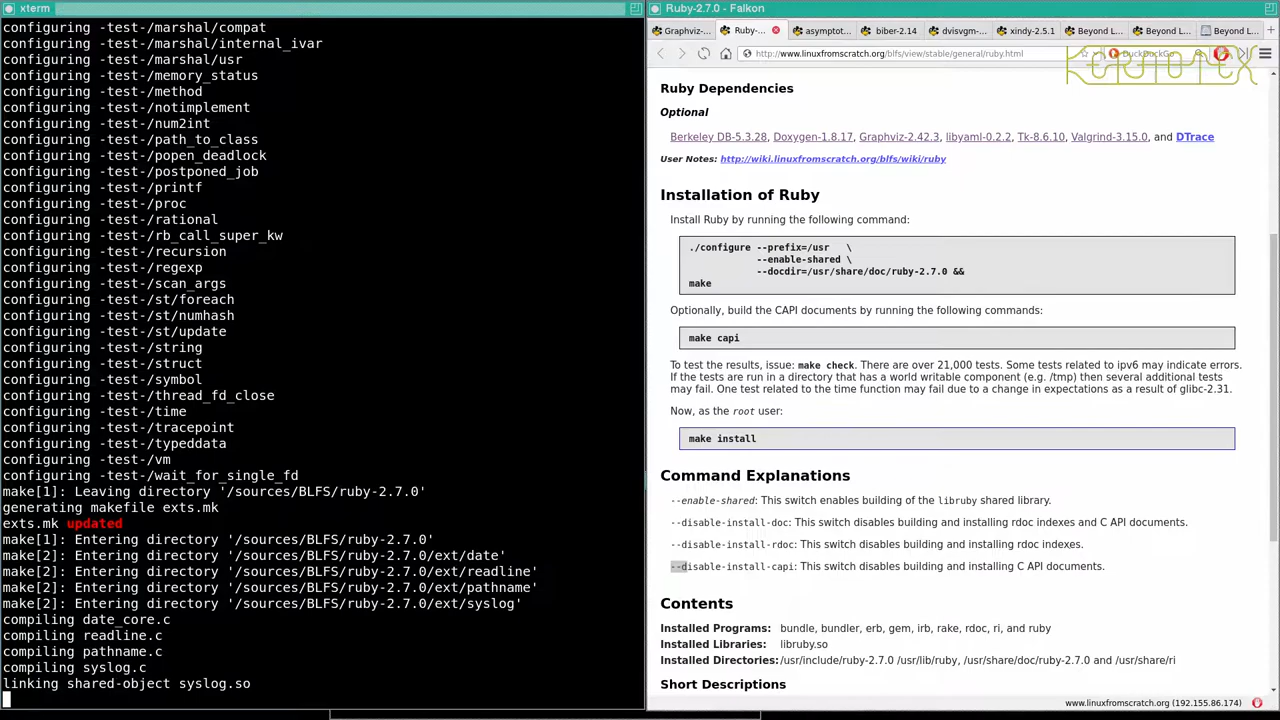 xterm
configuring -test-/marshal/compat
configuring -test-/marshal/internal_ivar
configuring -test-/marshal/usr
configuring -test-/memory_status
configuring -test-/method
configuring -test-/notimplement
configuring -test-/num2int
configuring -test-/path_to_class
configuring -test-/popen_deadlock
configuring -test-/postponed_job
configuring -test-/printf
configuring -test-/proc
configuring -test-/rational
configuring -test-/rb_call_super_kw
configuring -test-/recursion
configuring -test-/regexp
configuring -test-/scan_args
configuring -test-/st/foreach
configuring -test-/st/numhash
configuring -test-/st/update
configuring -test-/string
configuring -test-/struct
configuring -test-/symbol
configuring -test-/thread_fd_close
configuring -test-/time
configuring -test-/tracepoint
configuring -test-/typeddata
configuring -test-/vm
configuring -test-/wait_for_single_fd
make[1]: Leaving directory '/sources/BLFS/ruby-2.7.0'
generating makefile exts.mk
exts.mk updated
make[1]: Entering directory '/sources/BLFS/ruby-2.7.0'
make[2]: Entering directory '/sources/BLFS/ruby-2.7.0/ext/date'
make[2]: Entering directory '/sources/BLFS/ruby-2.7.0/ext/readline'
make[2]: Entering directory '/sources/BLFS/ruby-2.7.0/ext/pathname'
make[2]: Entering directory '/sources/BLFS/ruby-2.7.0/ext/syslog'
compiling date_core.c
compiling readline.c
compiling pathname.c
compiling syslog.c
linking shared-object syslog.so
Ruby-2.7.0 - Falkon
Graphviz-... Ruby-... asymptot... biber-2.14 dvisvgm-... xindy-2.5.1 Beyond L... Beyond L... Beyond L...
http://www.linuxfromscratch.org/blfs/view/stable/general/ruby.html DuckDuckGo
Ruby Dependencies
Optional
Berkeley DB-5.3.28, Doxygen-1.8.17, Graphviz-2.42.3, libyaml-0.2.2, Tk-8.6.10, Valgrind-3.15.0, and DTrace
User Notes: http://wiki.linuxfromscratch.org/blfs/wiki/ruby
Installation of Ruby
Install Ruby by running the following command:
./configure --prefix=/usr \
--enable-shared \
--docdir=/usr/share/doc/ruby-2.7.0 &&
make
Optionally, build the CAPI documents by running the following commands:
make capi
To test the results, issue: make check. There are over 21,000 tests. Some tests related to ipv6 may indicate errors.
If the tests are run in a directory that has a world writable component (e.g. /tmp) then several additional tests
may fail. One test related to the time function may fail due to a change in expectations as a result of glibc-2.31.
Now, as the root user:
make install
Command Explanations
--enable-shared: This switch enables building of the libruby shared library.
--disable-install-doc: This switch disables building and installing rdoc indexes and C API documents.
--disable-install-rdoc: This switch disables building and installing rdoc indexes.
--disable-install-capi: This switch disables building and installing C API documents.
Contents
Installed Programs: bundle, bundler, erb, gem, irb, rake, rdoc, ri, and ruby
Installed Libraries: libruby.so
Installed Directories: /usr/include/ruby-2.7.0 /usr/lib/ruby, /usr/share/doc/ruby-2.7.0 and /usr/share/ri
Short Descriptions
www.linuxfromscratch.org (192.155.86.174)